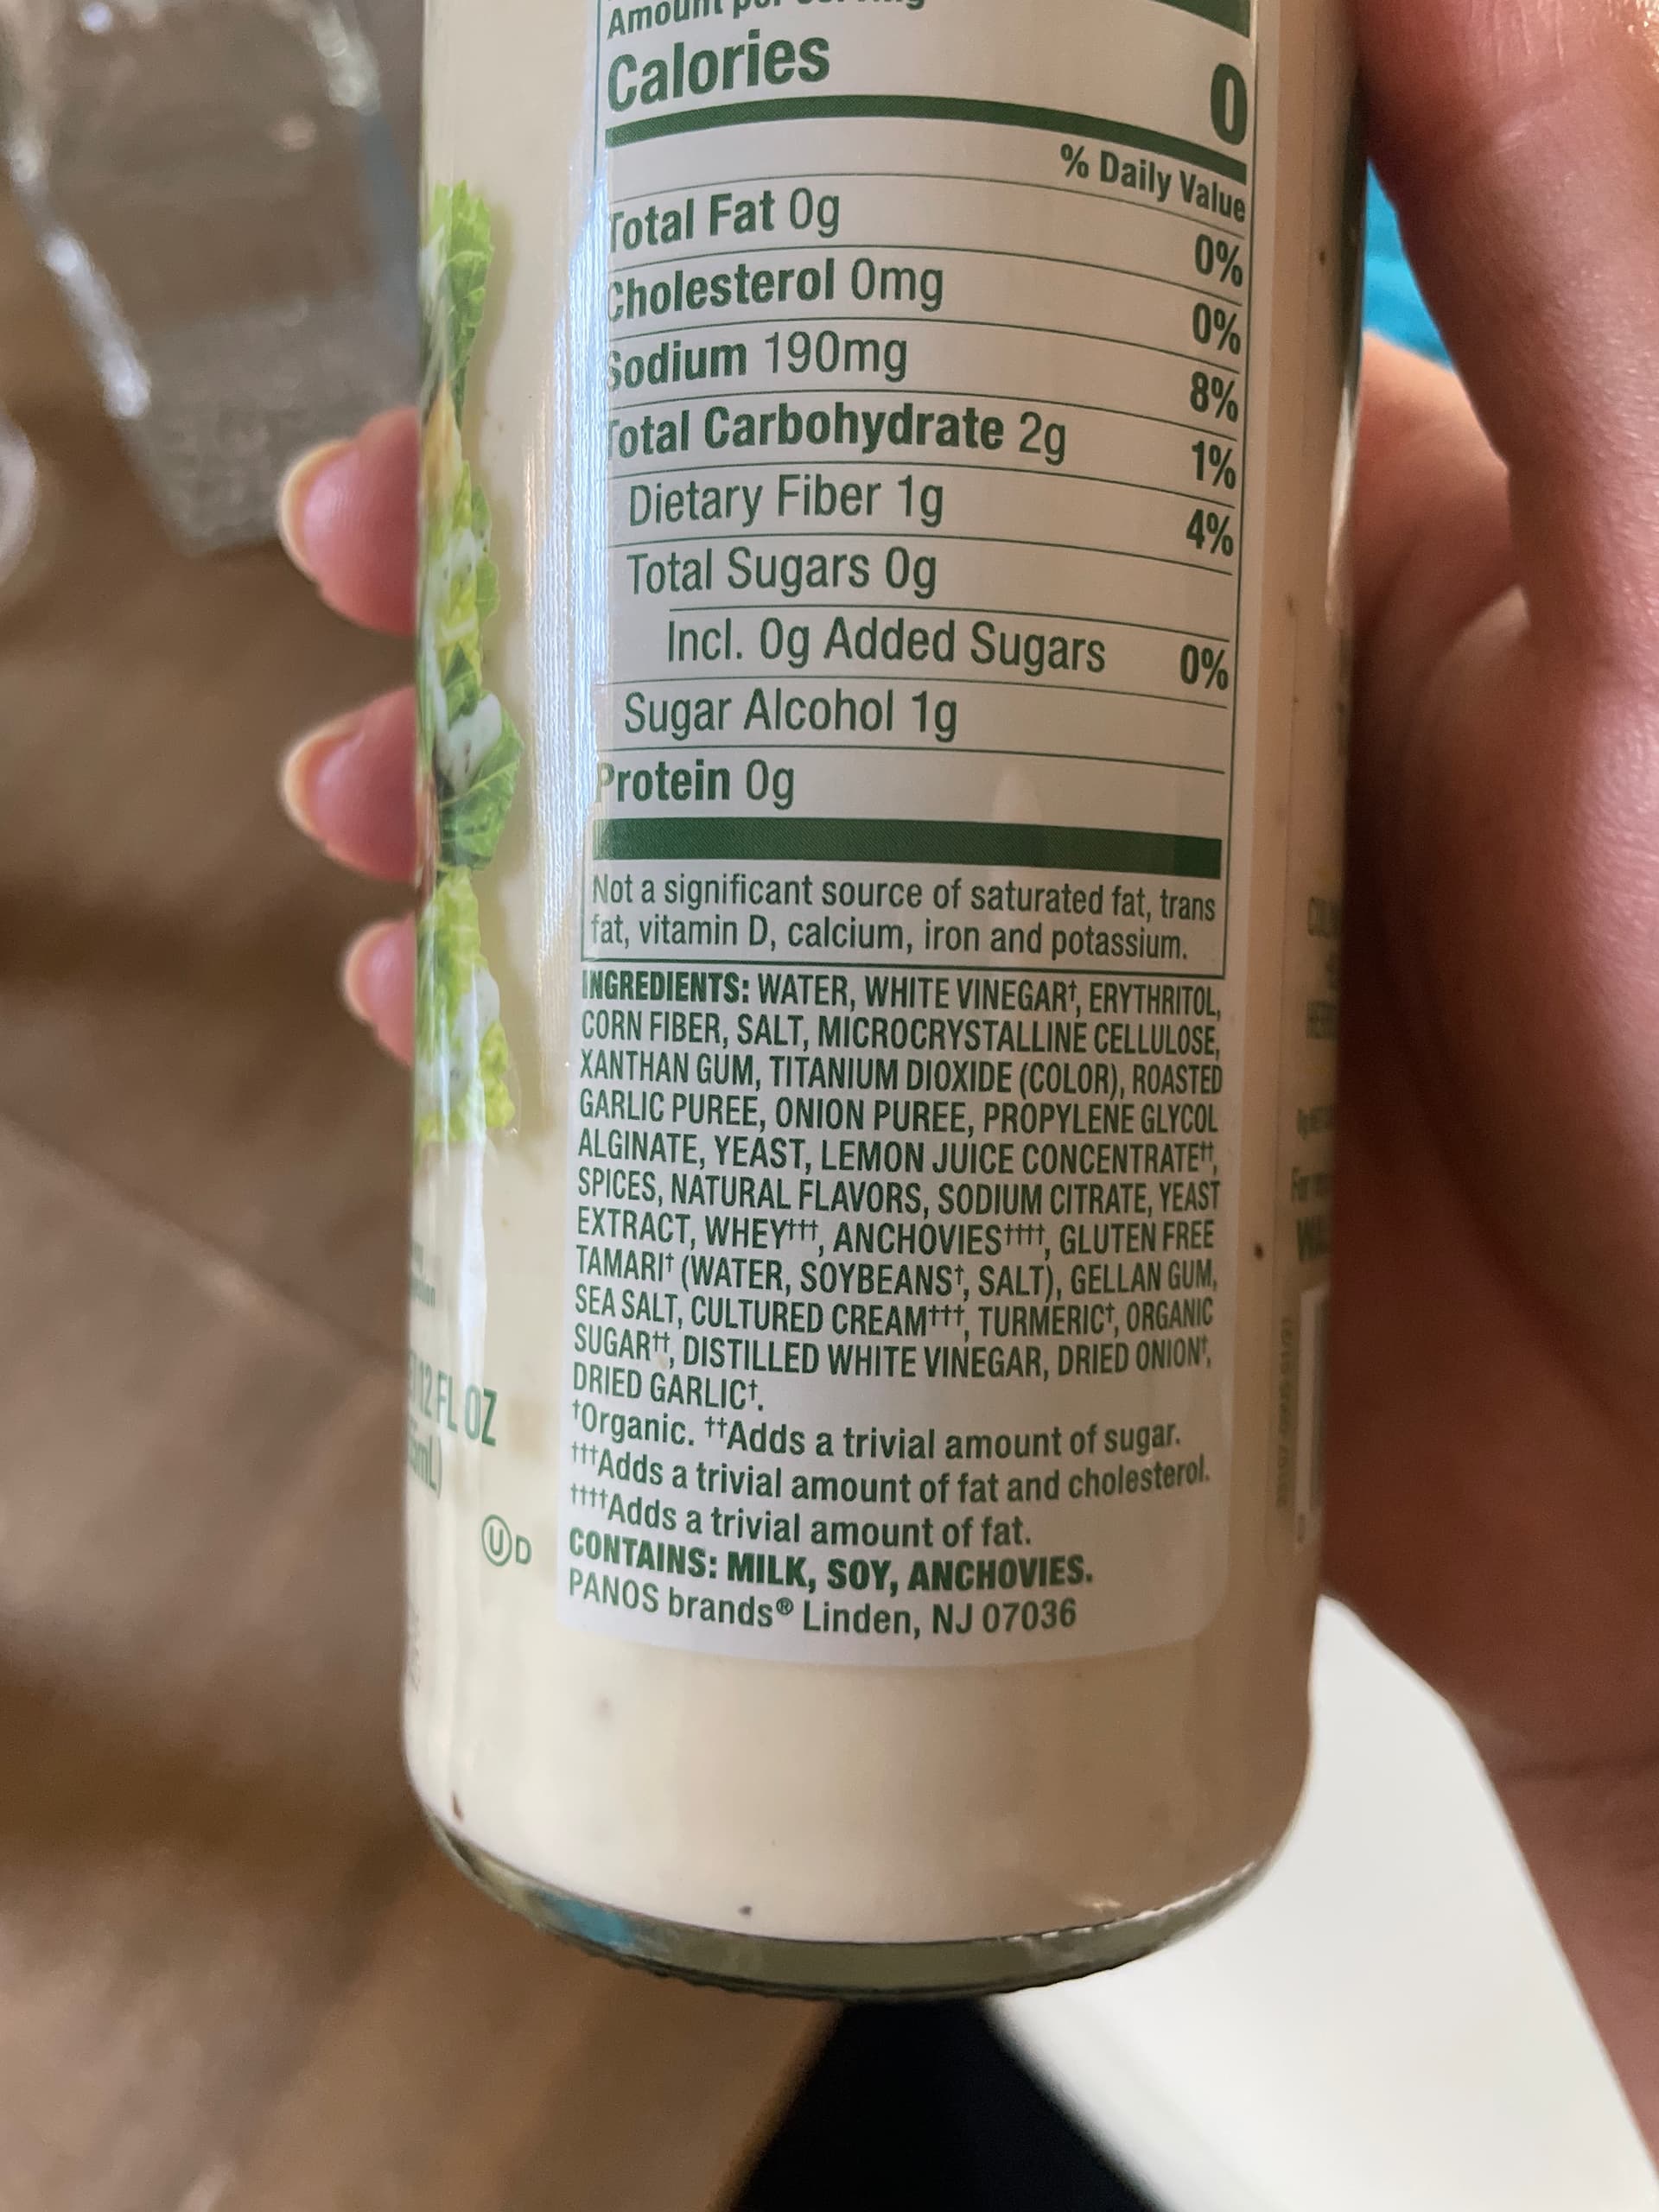 Amount per serving
Calories 0
% Daily Value
Total Fat 0g 0%
Cholesterol 0mg 0%
Sodium 190mg 8%
Total Carbohydrate 2g 1%
Dietary Fiber 1g 4%
Total Sugars 0g
Incl. 0g Added Sugars 0%
Sugar Alcohol 1g
Protein 0g
Not a significant source of saturated fat, trans
fat, vitamin D, calcium, iron and potassium.
INGREDIENTS: WATER, WHITE VINEGAR†, ERYTHRITOL,
CORN FIBER, SALT, MICROCRYSTALLINE CELLULOSE,
XANTHAN GUM, TITANIUM DIOXIDE (COLOR), ROASTED
GARLIC PUREE, ONION PUREE, PROPYLENE GLYCOL
ALGINATE, YEAST, LEMON JUICE CONCENTRATE††,
SPICES, NATURAL FLAVORS, SODIUM CITRATE, YEAST
EXTRACT, WHEY†††, ANCHOVIES††††, GLUTEN FREE
TAMARI† (WATER, SOYBEANS†, SALT), GELLAN GUM,
SEA SALT, CULTURED CREAM†††, TURMERIC†, ORGANIC
SUGAR††, DISTILLED WHITE VINEGAR, DRIED ONION†,
DRIED GARLIC†.
†Organic. ††Adds a trivial amount of sugar.
†††Adds a trivial amount of fat and cholesterol.
††††Adds a trivial amount of fat.
CONTAINS: MILK, SOY, ANCHOVIES.
PANOS brands® Linden, NJ 07036
12 FL OZ
mL)
U D